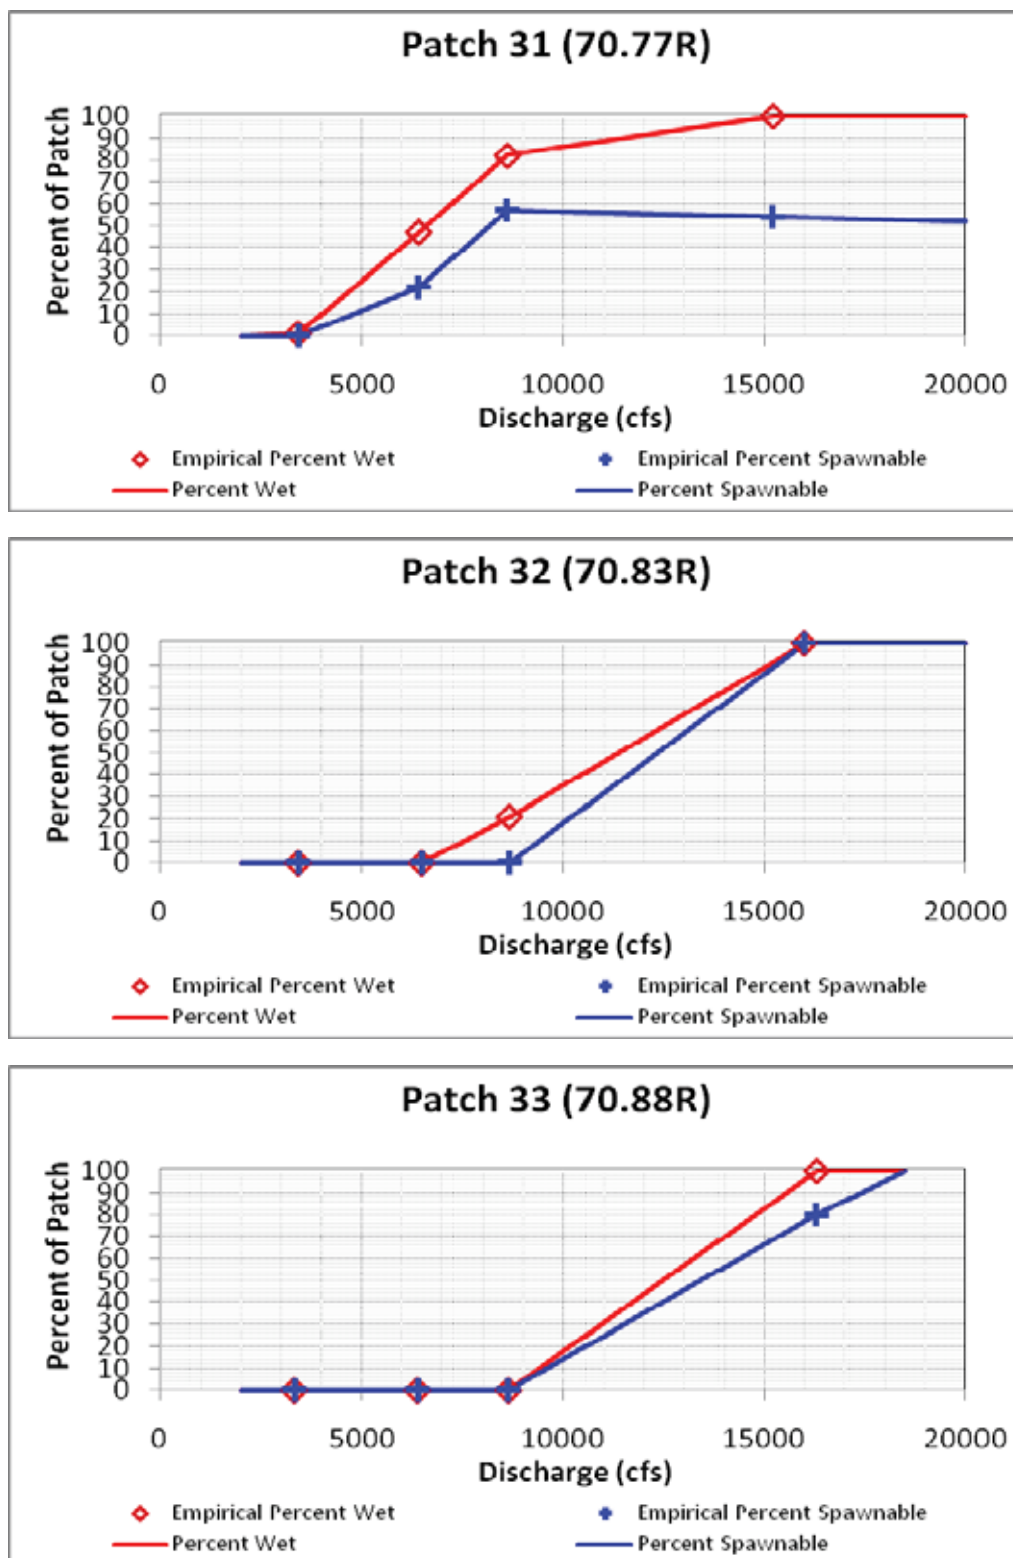 Patch 31 (70.77R)
Percent of Patch
100
90
80
70
60
50
40
30
20
10
0
0 5000 10000 15000 20000
Discharge (cfs)
Empirical Percent Wet Empirical Percent Spawnable
Percent Wet Percent Spawnable
Patch 32 (70.83R)
Percent of Patch
100
90
80
70
60
50
40
30
20
10
0
0 5000 10000 15000 20000
Discharge (cfs)
Empirical Percent Wet Empirical Percent Spawnable
Percent Wet Percent Spawnable
Patch 33 (70.88R)
Percent of Patch
100
90
80
70
60
50
40
30
20
10
0
0 5000 10000 15000 20000
Discharge (cfs)
Empirical Percent Wet Empirical Percent Spawnable
Percent Wet Percent Spawnable